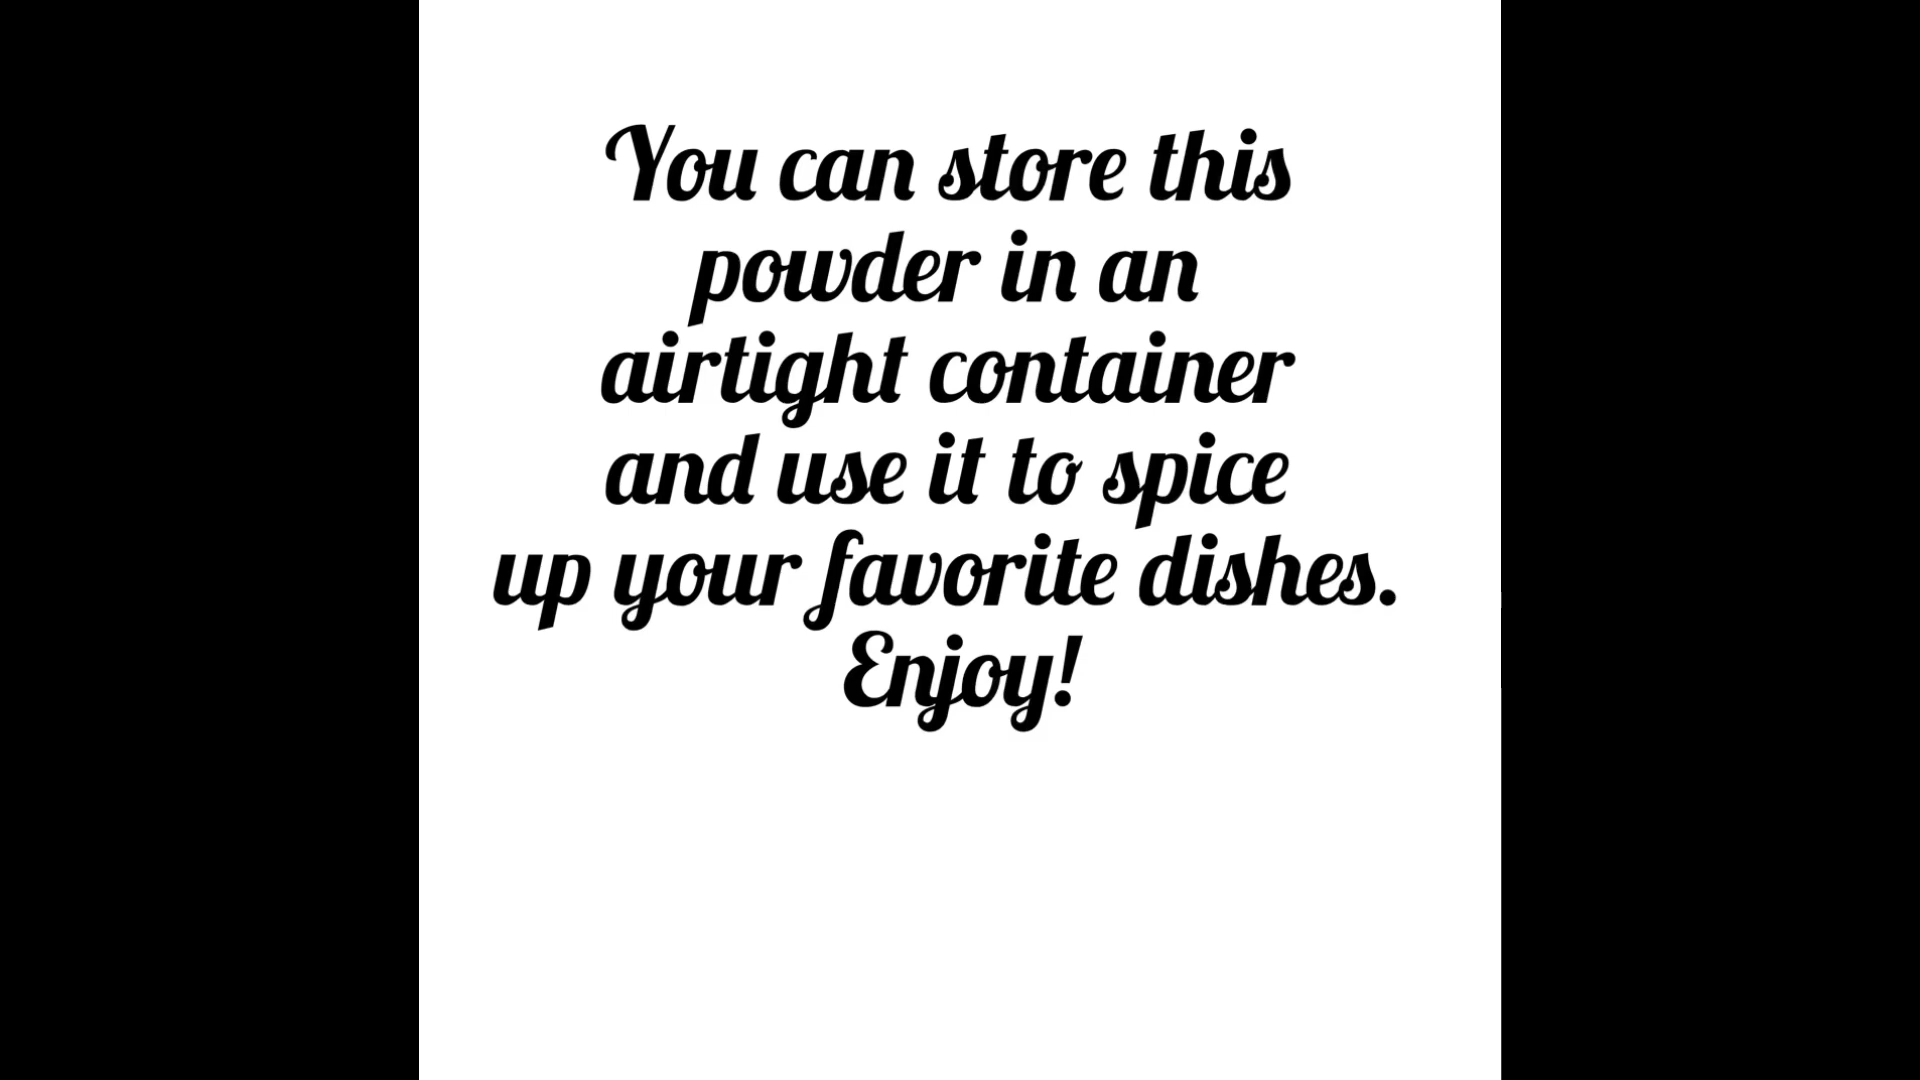 You can store this
powder in an
airtight container
and use it to spice
up your favorite dishes.
Enjoy!